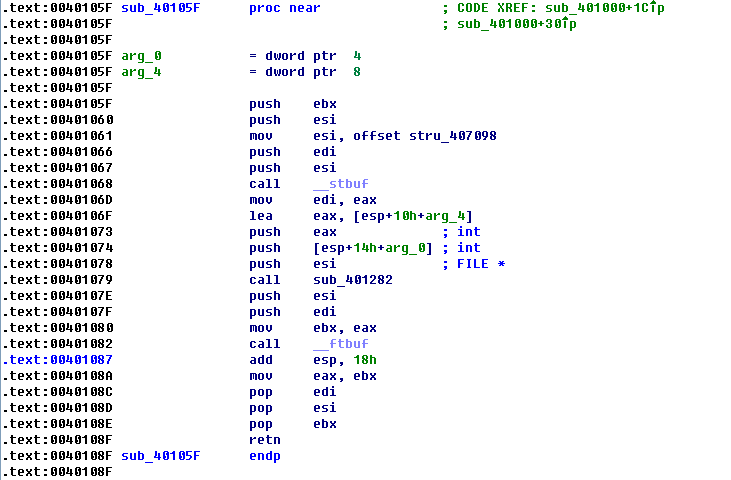 .text:0040105F sub_40105F proc near ; CODE XREF: sub_401000+1C↑p
.text:0040105F ; sub_401000+30↑p
.text:0040105F
.text:0040105F arg_0 = dword ptr 4
.text:0040105F arg_4 = dword ptr 8
.text:0040105F
.text:0040105F push ebx
.text:00401060 push esi
.text:00401061 mov esi, offset stru_407098
.text:00401066 push edi
.text:00401067 push esi
.text:00401068 call __stbuf
.text:0040106D mov edi, eax
.text:0040106F lea eax, [esp+10h+arg_4]
.text:00401073 push eax ; int
.text:00401074 push [esp+14h+arg_0] ; int
.text:00401078 push esi ; FILE *
.text:00401079 call sub_401282
.text:0040107E push esi
.text:0040107F push edi
.text:00401080 mov ebx, eax
.text:00401082 call __ftbuf
.text:00401087 add esp, 18h
.text:0040108A mov eax, ebx
.text:0040108C pop edi
.text:0040108D pop esi
.text:0040108E pop ebx
.text:0040108F retn
.text:0040108F sub_40105F endp
.text:0040108F